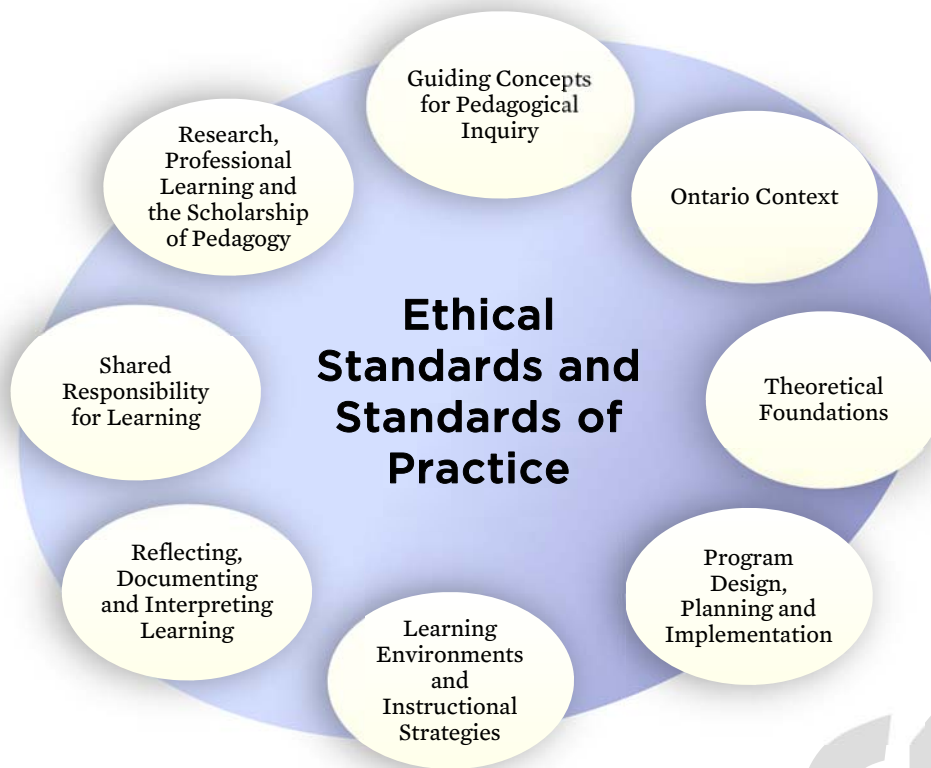 Guiding Concepts
for Pedagogical
Inquiry
Ontario Context
Theoretical
Foundations
Program
Design,
Planning and
Implementation
Learning
Environments
and
Instructional
Strategies
Reflecting,
Documenting
and Interpreting
Learning
Shared
Responsibility
for Learning
Research,
Professional
Learning and
the Scholarship
of Pedagogy
Ethical
Standards and
Standards of
Practice